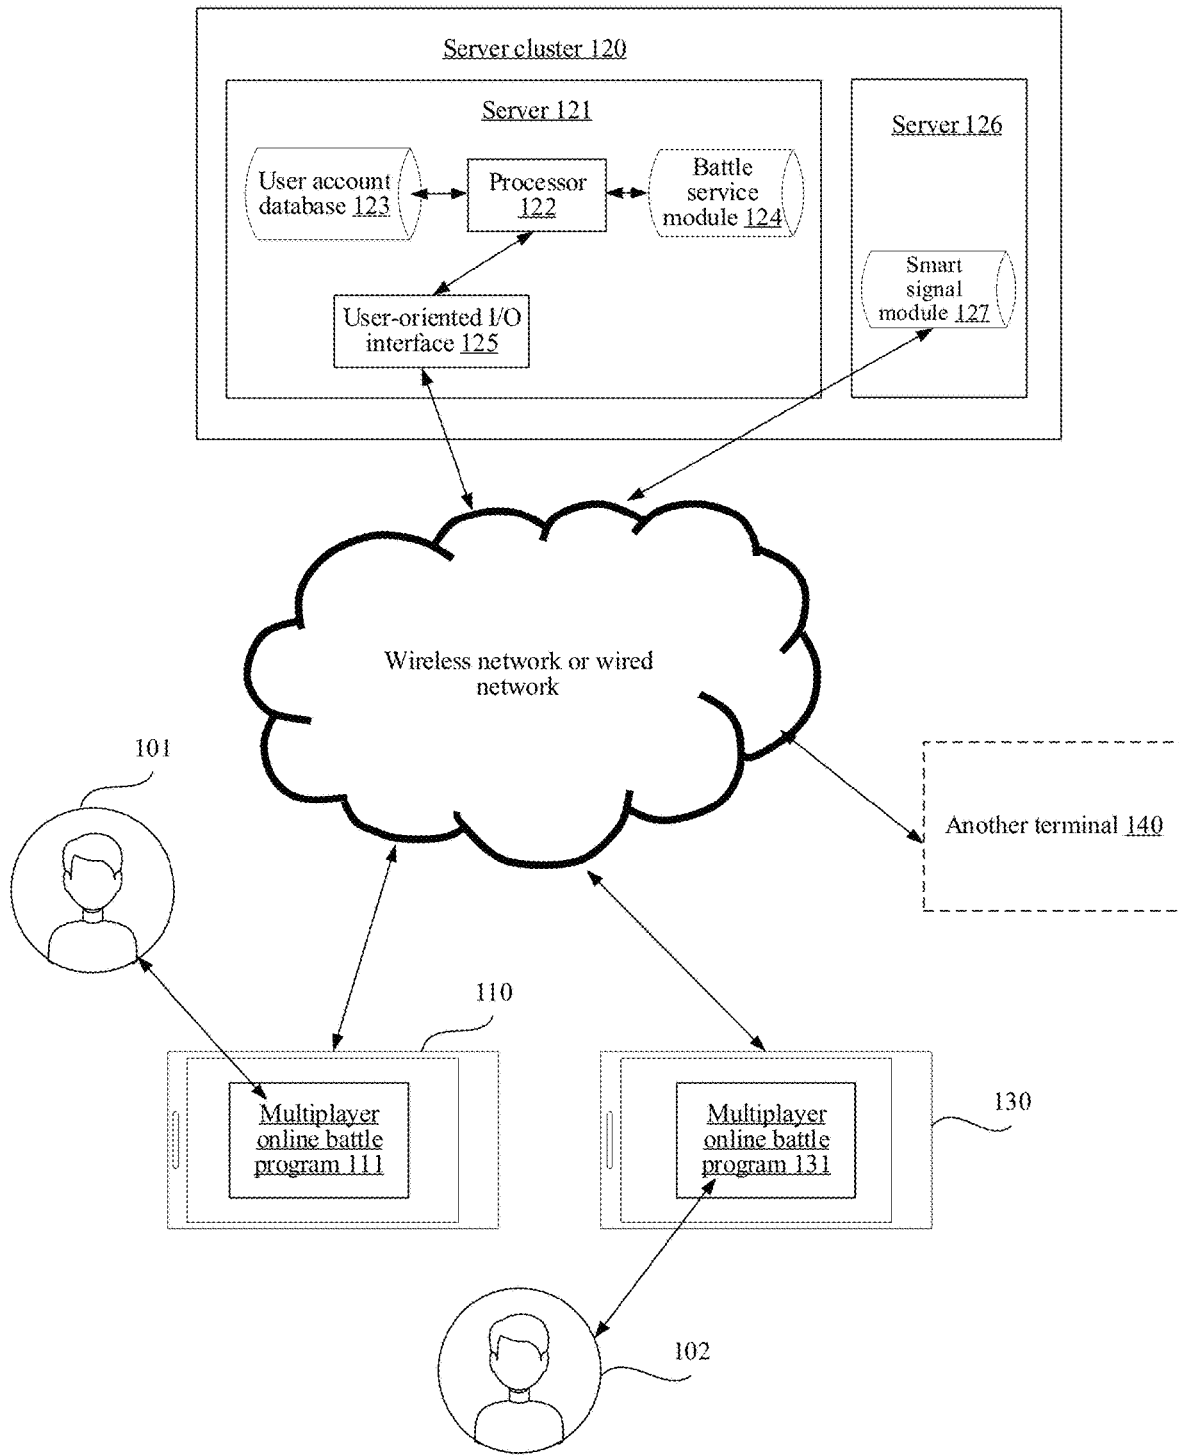 Server cluster 120
Server 121
Server 126
User account
database 123
Processor
122
Battle
service
module 124
Smart
signal
module 127
User-oriented I/O
interface 125
Wireless network or wired
network
101
Another terminal 140
110
Multiplayer
online battle
program 111
Multiplayer
online battle
program 131
130
102